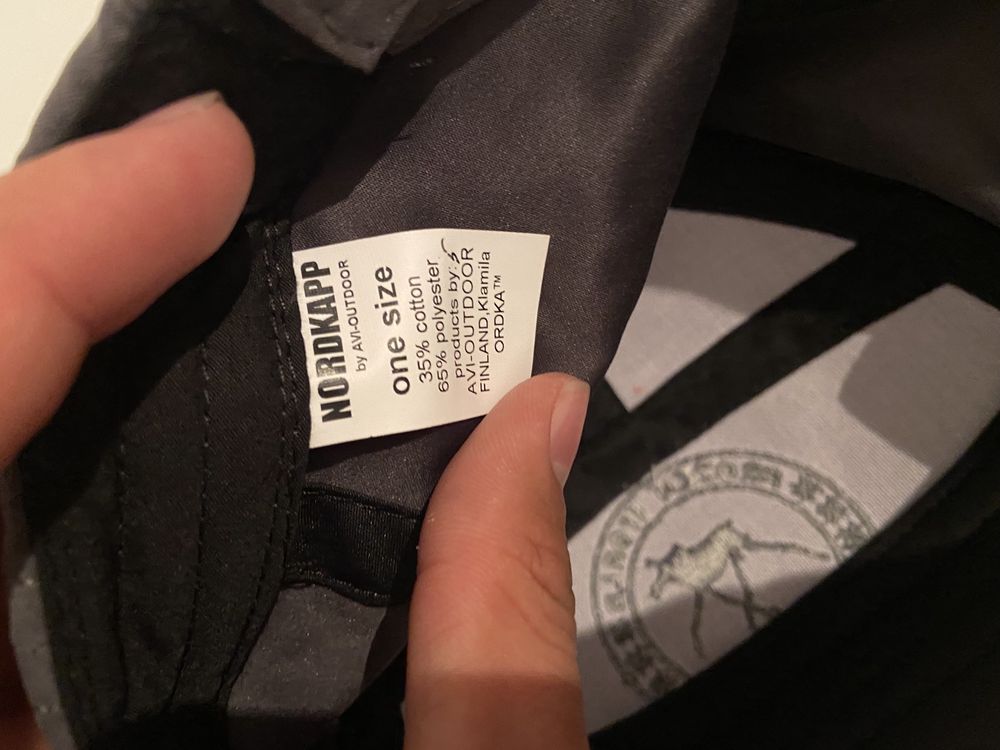 NORDKAPP
by AVI-OUTDOOR
one size
35% cotton
65% polyester
products by:
AVI-OUTDOOR
FINLAND,Klamila
ORDKA™